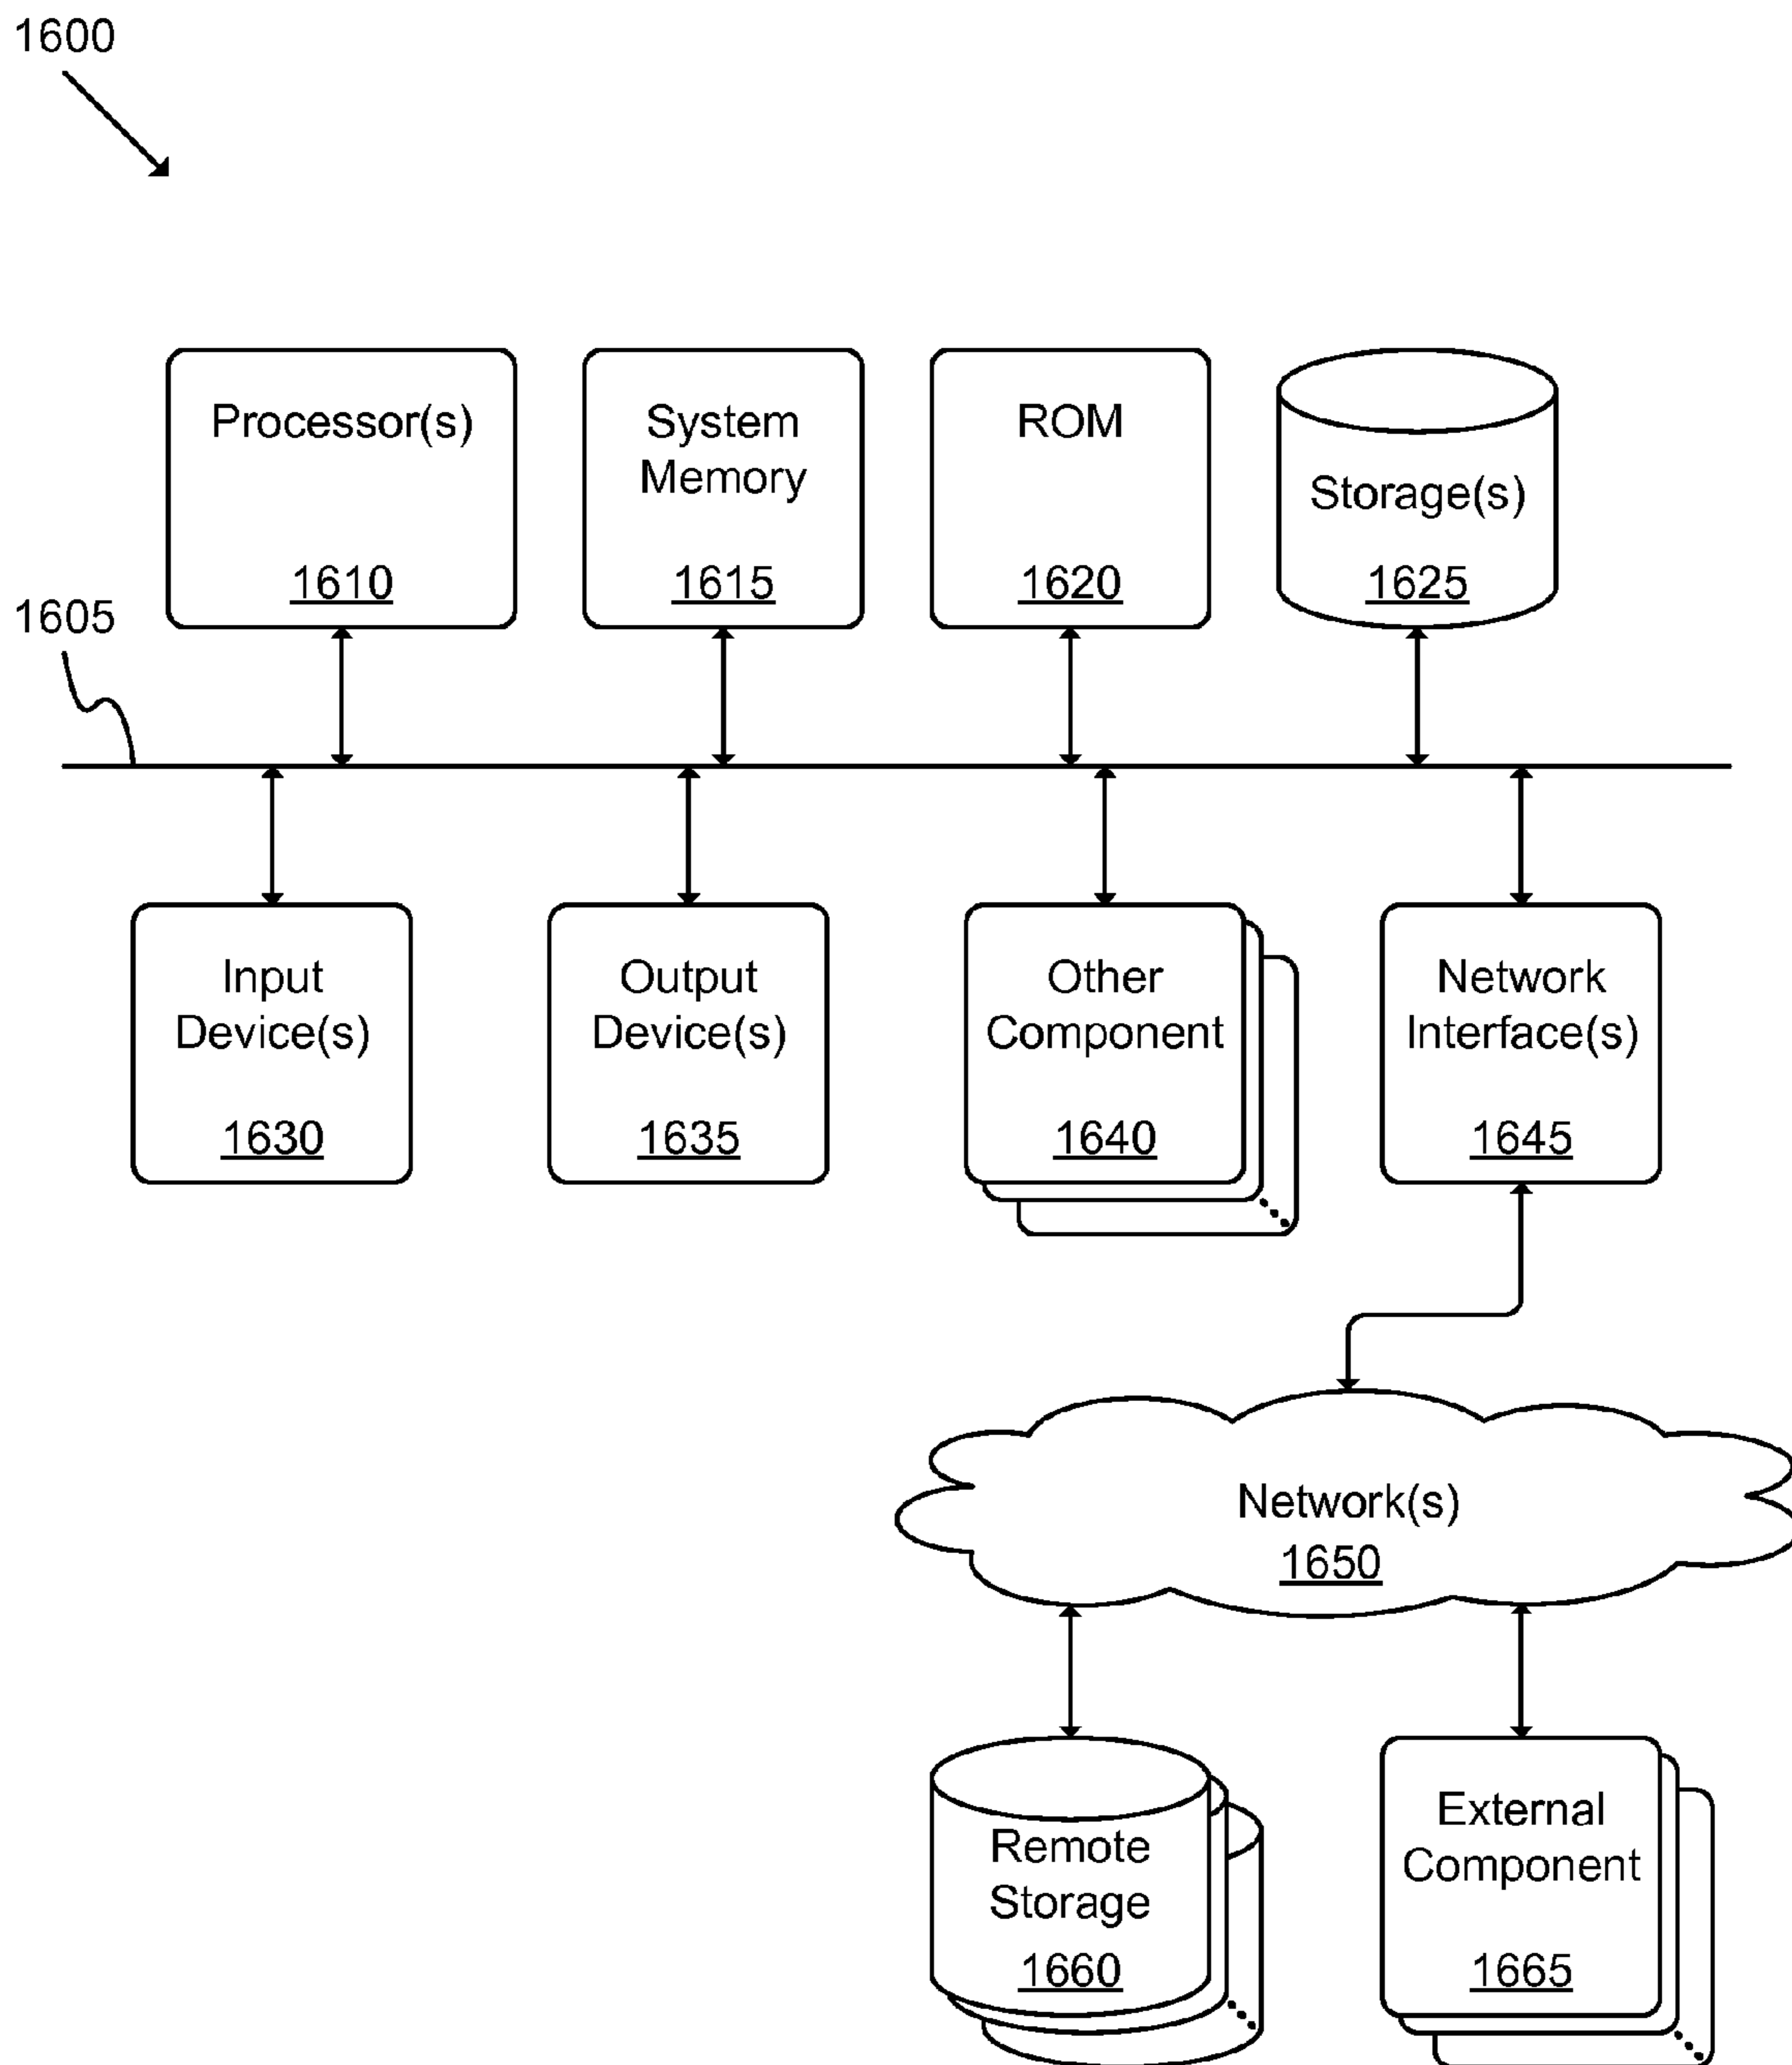 1600
Processor(s)
1610
System
Memory
1615
ROM
1620
Storage(s)
1625
1605
Input
Device(s)
1630
Output
Device(s)
1635
Other
Component
1640
Network
Interface(s)
1645
Network(s)
1650
Remote
Storage
1660
External
Component
1665